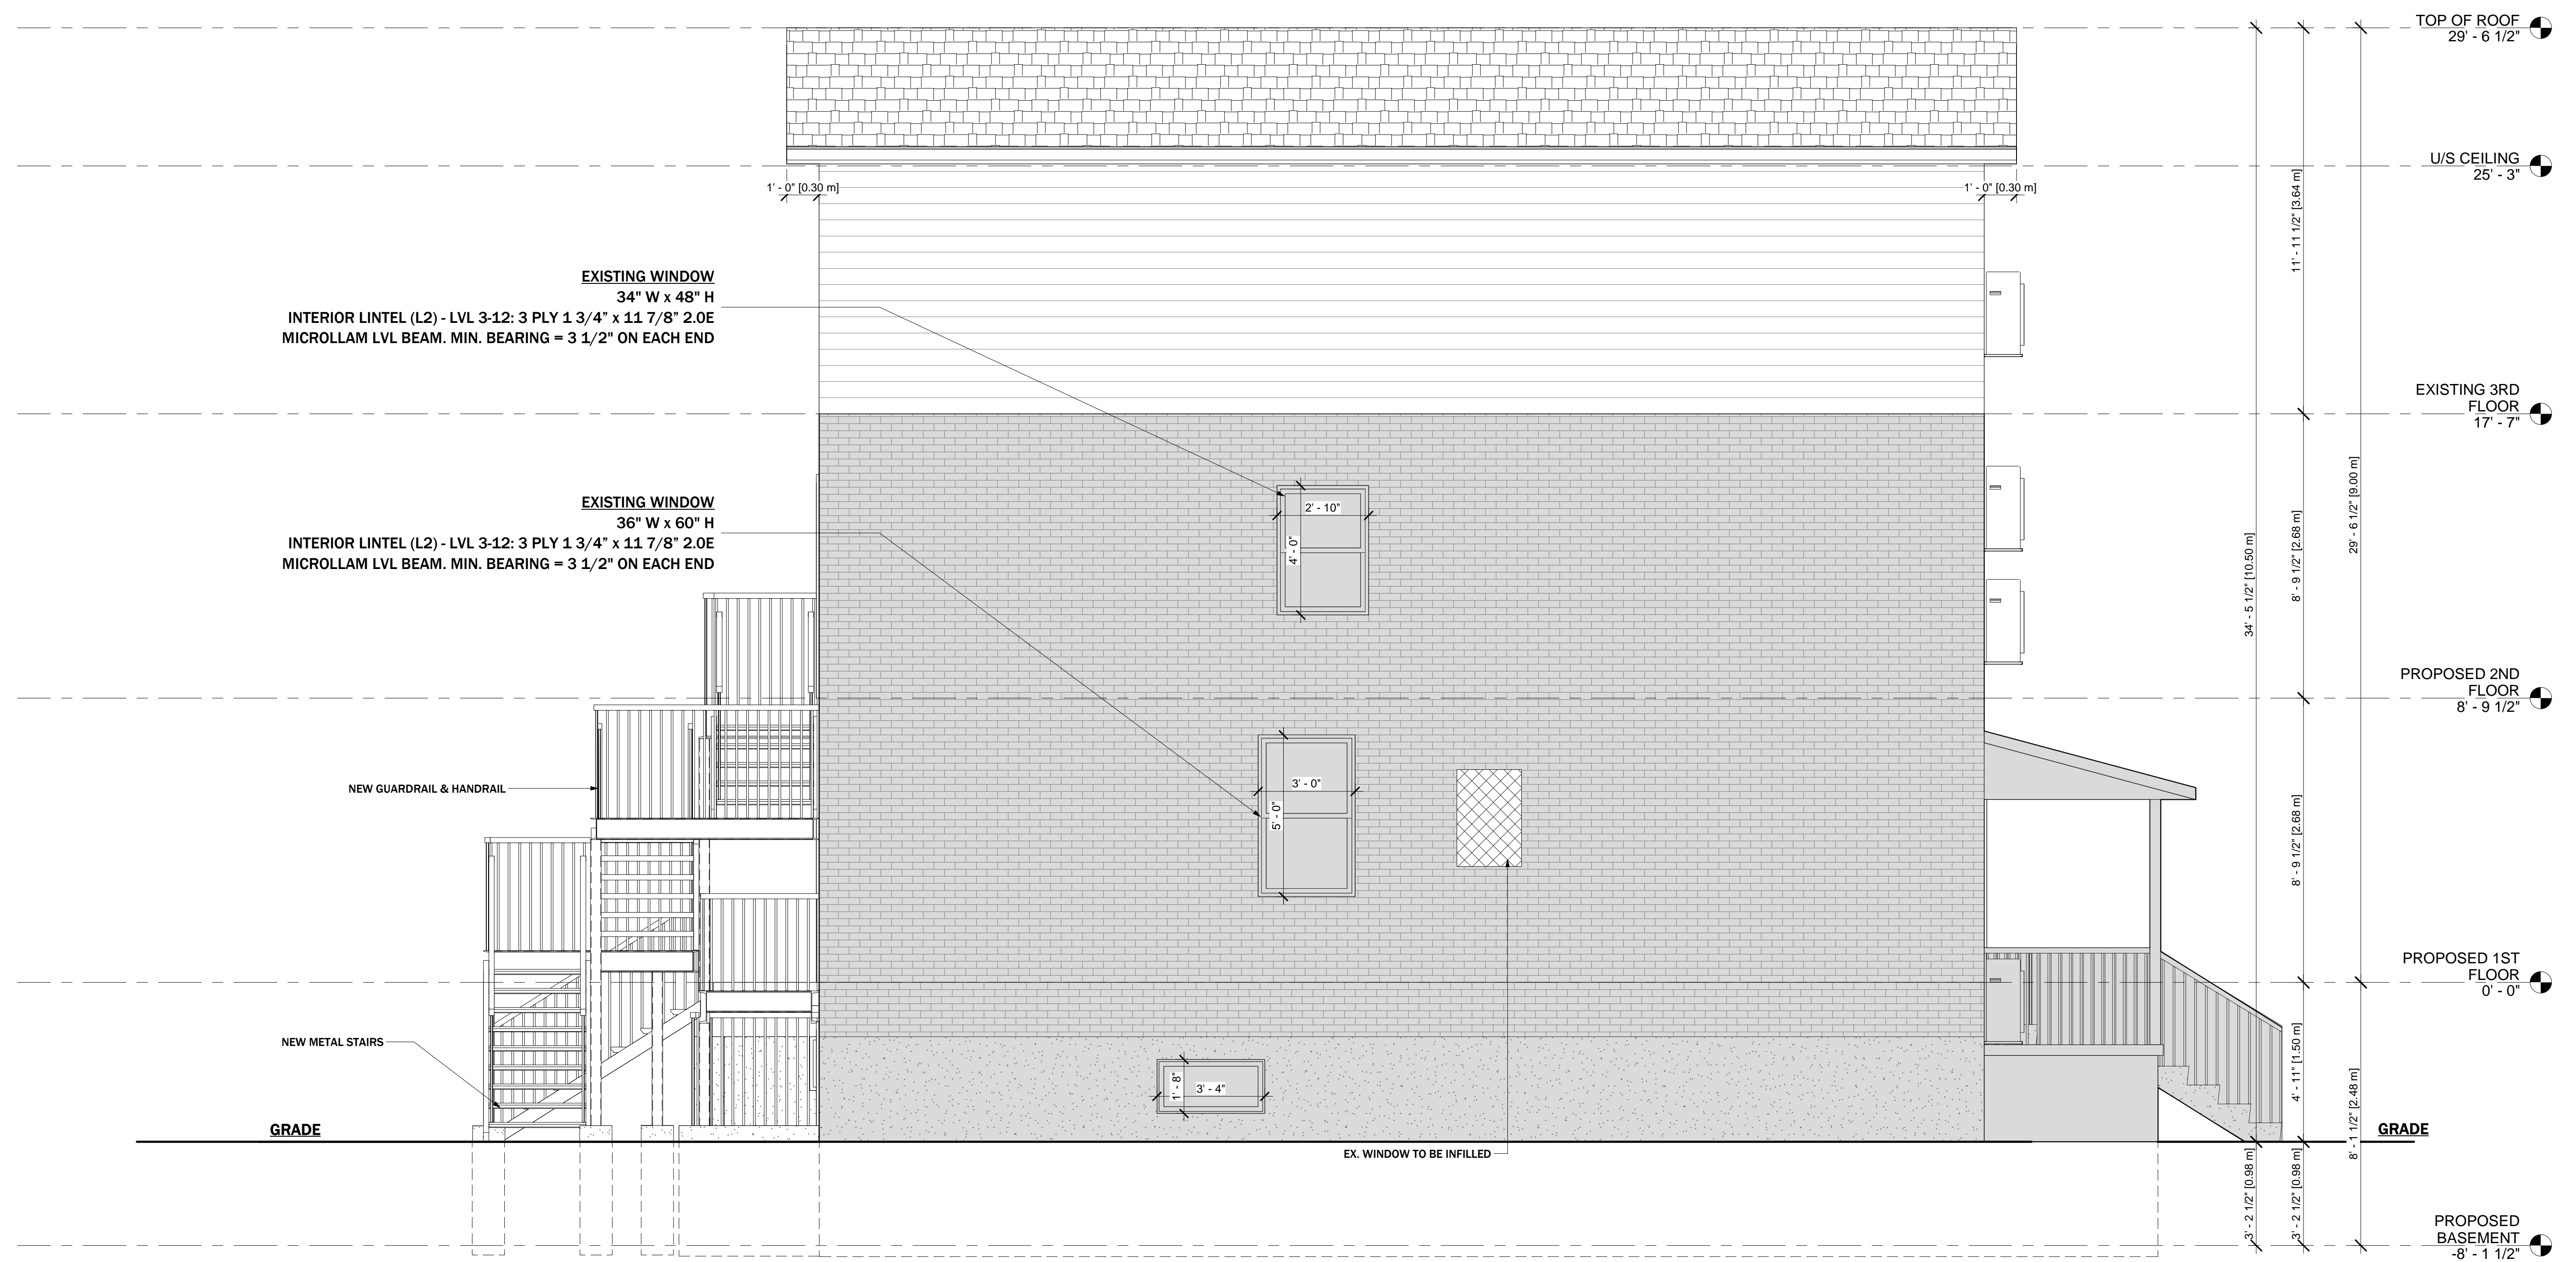 TOP OF ROOF
29' - 6 1/2"
U/S CEILING
25' - 3"
1' - 0" [0.30 m]
1' - 0" [0.30 m]
11' - 11 1/2" [3.64 m]
EXISTING WINDOW
34" W x 48" H
INTERIOR LINTEL (L2) - LVL 3-12: 3 PLY 1 3/4” x 11 7/8” 2.0E
MICROLLAM LVL BEAM. MIN. BEARING = 3 1/2" ON EACH END
EXISTING 3RD
FLOOR
17' - 7"
EXISTING WINDOW
36" W x 60" H
INTERIOR LINTEL (L2) - LVL 3-12: 3 PLY 1 3/4” x 11 7/8” 2.0E
MICROLLAM LVL BEAM. MIN. BEARING = 3 1/2" ON EACH END
2' - 10"
4' - 0"
34' - 5 1/2" [10.50 m]
8' - 9 1/2" [2.68 m]
29' - 6 1/2" [9.00 m]
PROPOSED 2ND
FLOOR
8' - 9 1/2"
NEW GUARDRAIL & HANDRAIL
3' - 0"
5' - 0"
8' - 9 1/2" [2.68 m]
PROPOSED 1ST
FLOOR
0' - 0"
NEW METAL STAIRS
1' - 8"
3' - 4"
4' - 11" [1.50 m]
8' - 1 1/2" [2.48 m]
GRADE
GRADE
EX. WINDOW TO BE INFILLED
3' - 2 1/2" [0.98 m]
3' - 2 1/2" [0.98 m]
PROPOSED
BASEMENT
-8' - 1 1/2"